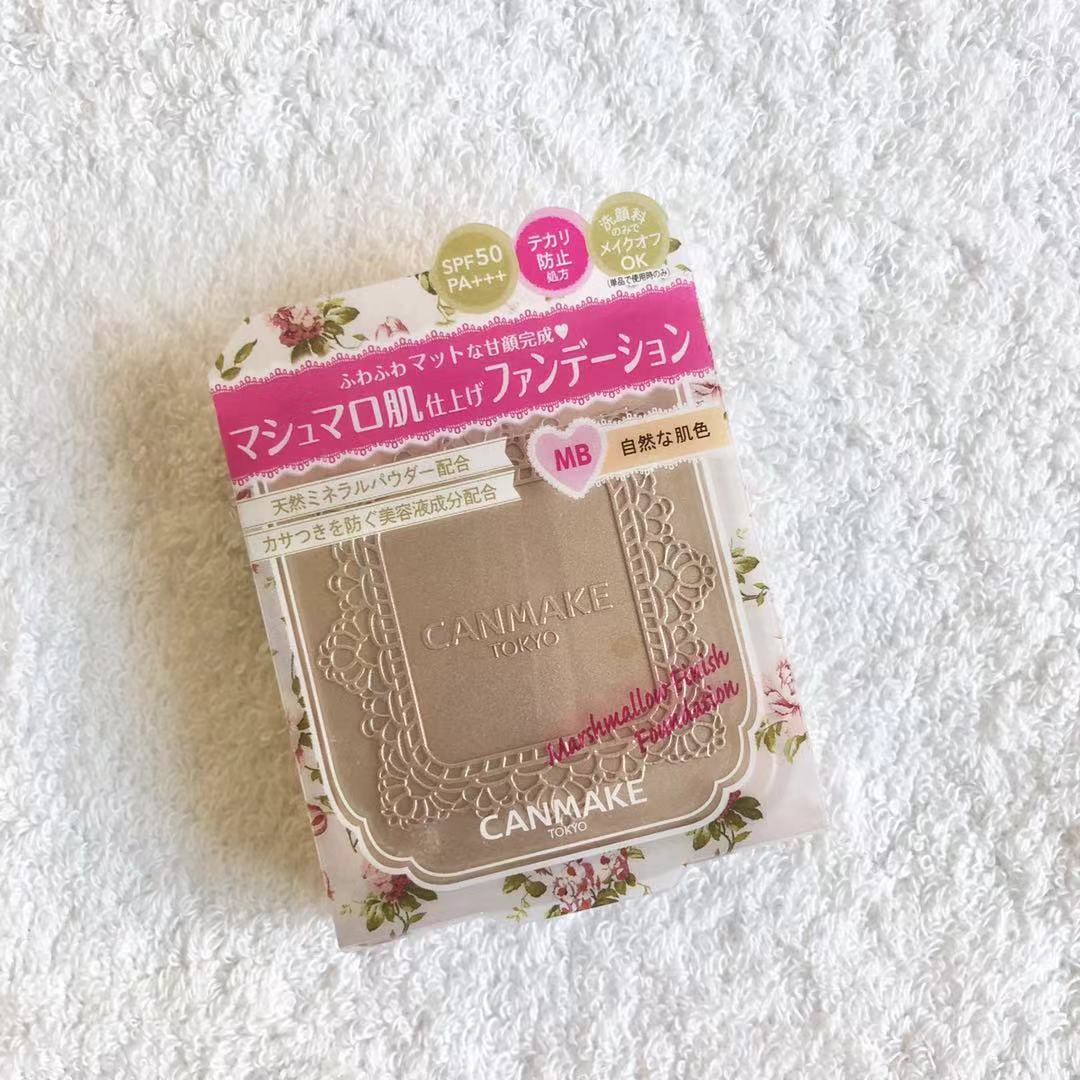 SPF50
PA+++
テカリ
防止
処方
洗顔料
のみで
メイクオフ
OK
(単品で使用時のみ)
ふわふわマットな甘顔完成♥
マシュマロ肌仕上げファンデーション
MB
自然な肌色
天然ミネラルパウダー配合
カサつきを防ぐ美容液成分配合
CANMAKE
TOKYO
Marshmallow Finish
Foundation
CANMAKE
TOKYO